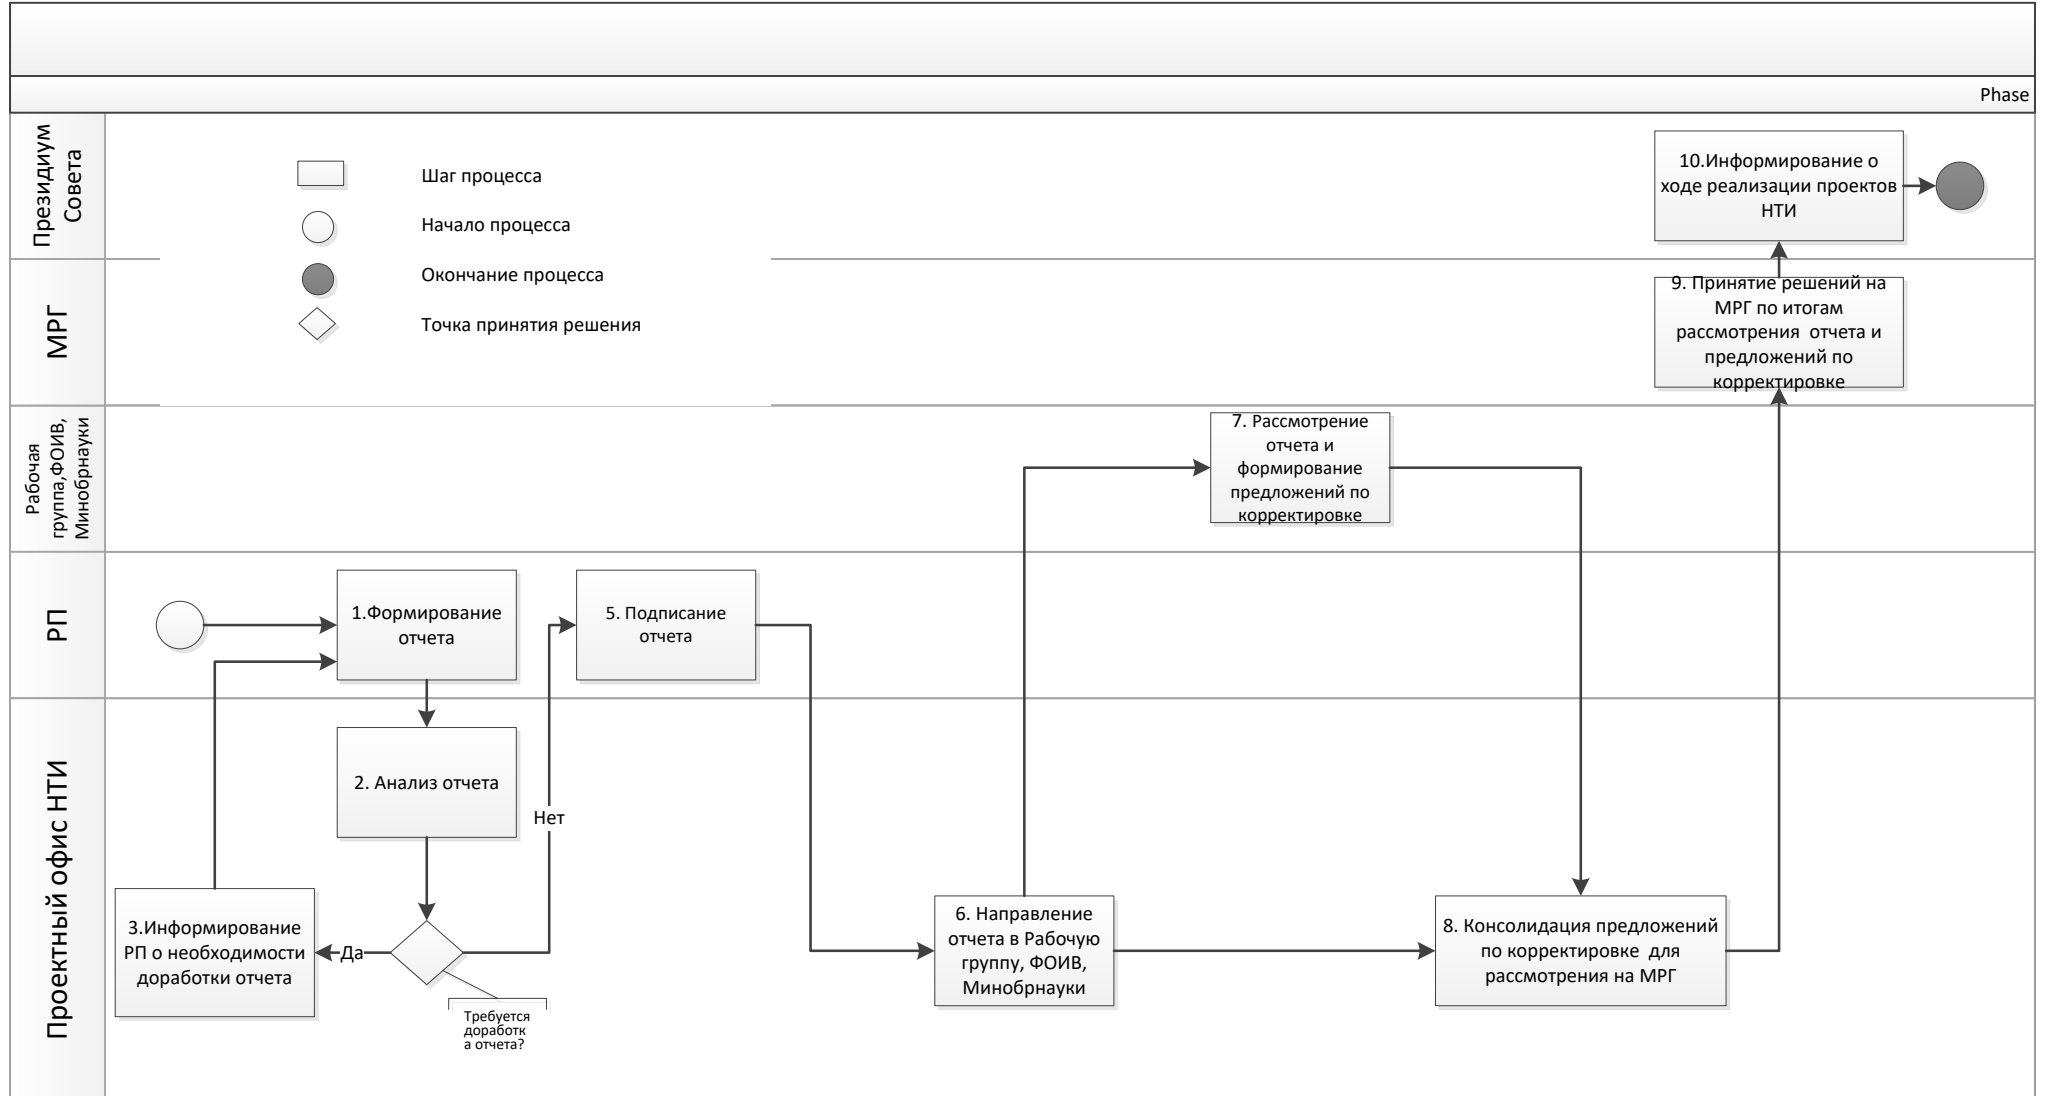 Phase
Президиум
Совета
Шаг процесса
Начало процесса
Окончание процесса
Точка принятия решения
10.Информирование о
ходе реализации проектов
НТИ
МРГ
9. Принятие решений на
МРГ по итогам
рассмотрения отчета и
предложений по
корректировке
Рабочая
группа,ФОИВ,
Минобрнауки
7. Рассмотрение
отчета и
формирование
предложений по
корректировке
РП
1.Формирование
отчета
5. Подписание
отчета
Проектный офис НТИ
2. Анализ отчета
Нет
3.Информирование
РП о необходимости
доработки отчета
Да
Требуется
доработк
а отчета?
6. Направление
отчета в Рабочую
группу, ФОИВ,
Минобрнауки
8. Консолидация предложений
по корректировке для
рассмотрения на МРГ